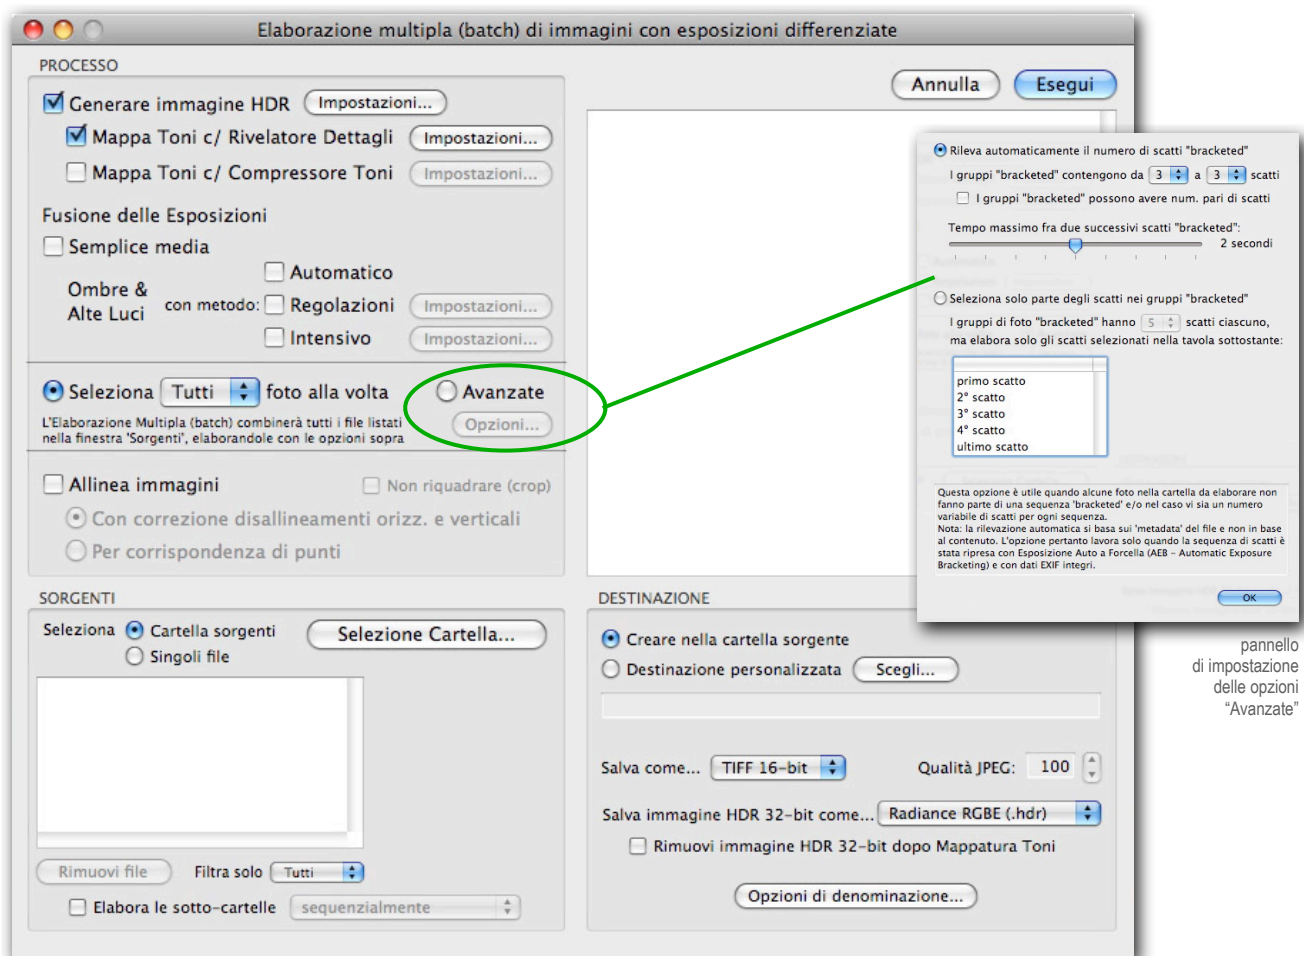 Elaborazione multipla (batch) di immagini con esposizioni differenziate
PROCESSO
Generare immagine HDR Impostazioni...
Mappa Toni c/ Rivelatore Dettagli Impostazioni...
Mappa Toni c/ Compressore Toni Impostazioni...
Fusione delle Esposizioni
Semplice media
Ombre &
Alte Luci
con metodo:
Automatico
Regolazioni Impostazioni...
Intensivo Impostazioni...
Seleziona Tutti foto alla volta
Avanzate
L'Elaborazione Multipla (batch) combinerà tutti i file listati
nella finestra 'Sorgenti', elaborandole con le opzioni sopra
Opzioni...
Allinea immagini Non riquadrare (crop)
Con correzione disallineamenti orizz. e verticali
Per corrispondenza di punti
Annulla Esegui
Rileva automaticamente il numero di scatti "bracketed"
I gruppi "bracketed" contengono da 3 a 3 scatti
I gruppi "bracketed" possono avere num. pari di scatti
Tempo massimo fra due successivi scatti "bracketed":
2 secondi
Seleziona solo parte degli scatti nei gruppi "bracketed"
I gruppi di foto "bracketed" hanno 5 scatti ciascuno,
ma elabora solo gli scatti selezionati nella tavola sottostante:
primo scatto
2° scatto
3° scatto
4° scatto
ultimo scatto
Questa opzione è utile quando alcune foto nella cartella da elaborare non
fanno parte di una sequenza 'bracketed' e/o nel caso vi sia un numero
variabile di scatti per ogni sequenza.
Nota: la rilevazione automatica si basa sui 'metadata' del file e non in base
al contenuto. L'opzione pertanto lavora solo quando la sequenza di scatti è
stata ripresa con Esposizione Auto a Forcella (AEB - Automatic Exposure
Bracketing) e con dati EXIF integri.
OK
pannello
di impostazione
delle opzioni
“Avanzate”
SORGENTI
Seleziona Cartella sorgenti Selezione Cartella...
Singoli file
Rimuovi file Filtra solo Tutti
Elabora le sotto-cartelle sequenzialmente
DESTINAZIONE
Creare nella cartella sorgente
Destinazione personalizzata Scegli...
Salva come... TIFF 16-bit Qualità JPEG: 100
Salva immagine HDR 32-bit come... Radiance RGBE (.hdr)
Rimuovi immagine HDR 32-bit dopo Mappatura Toni
Opzioni di denominazione...